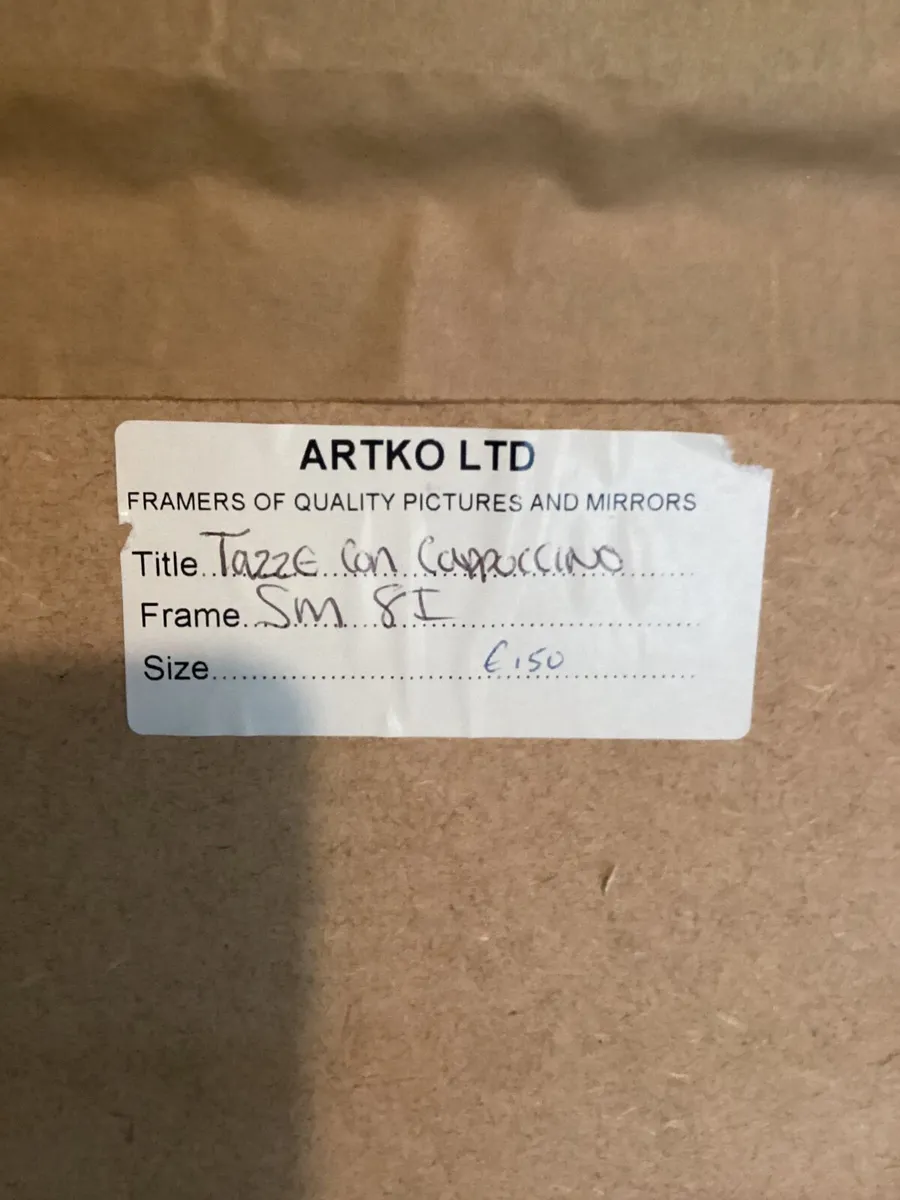 ARTKO LTD
FRAMERS OF QUALITY PICTURES AND MIRRORS
Title..Tazze con Cappuccino
Frame..Sm 8I
Size.......... €150